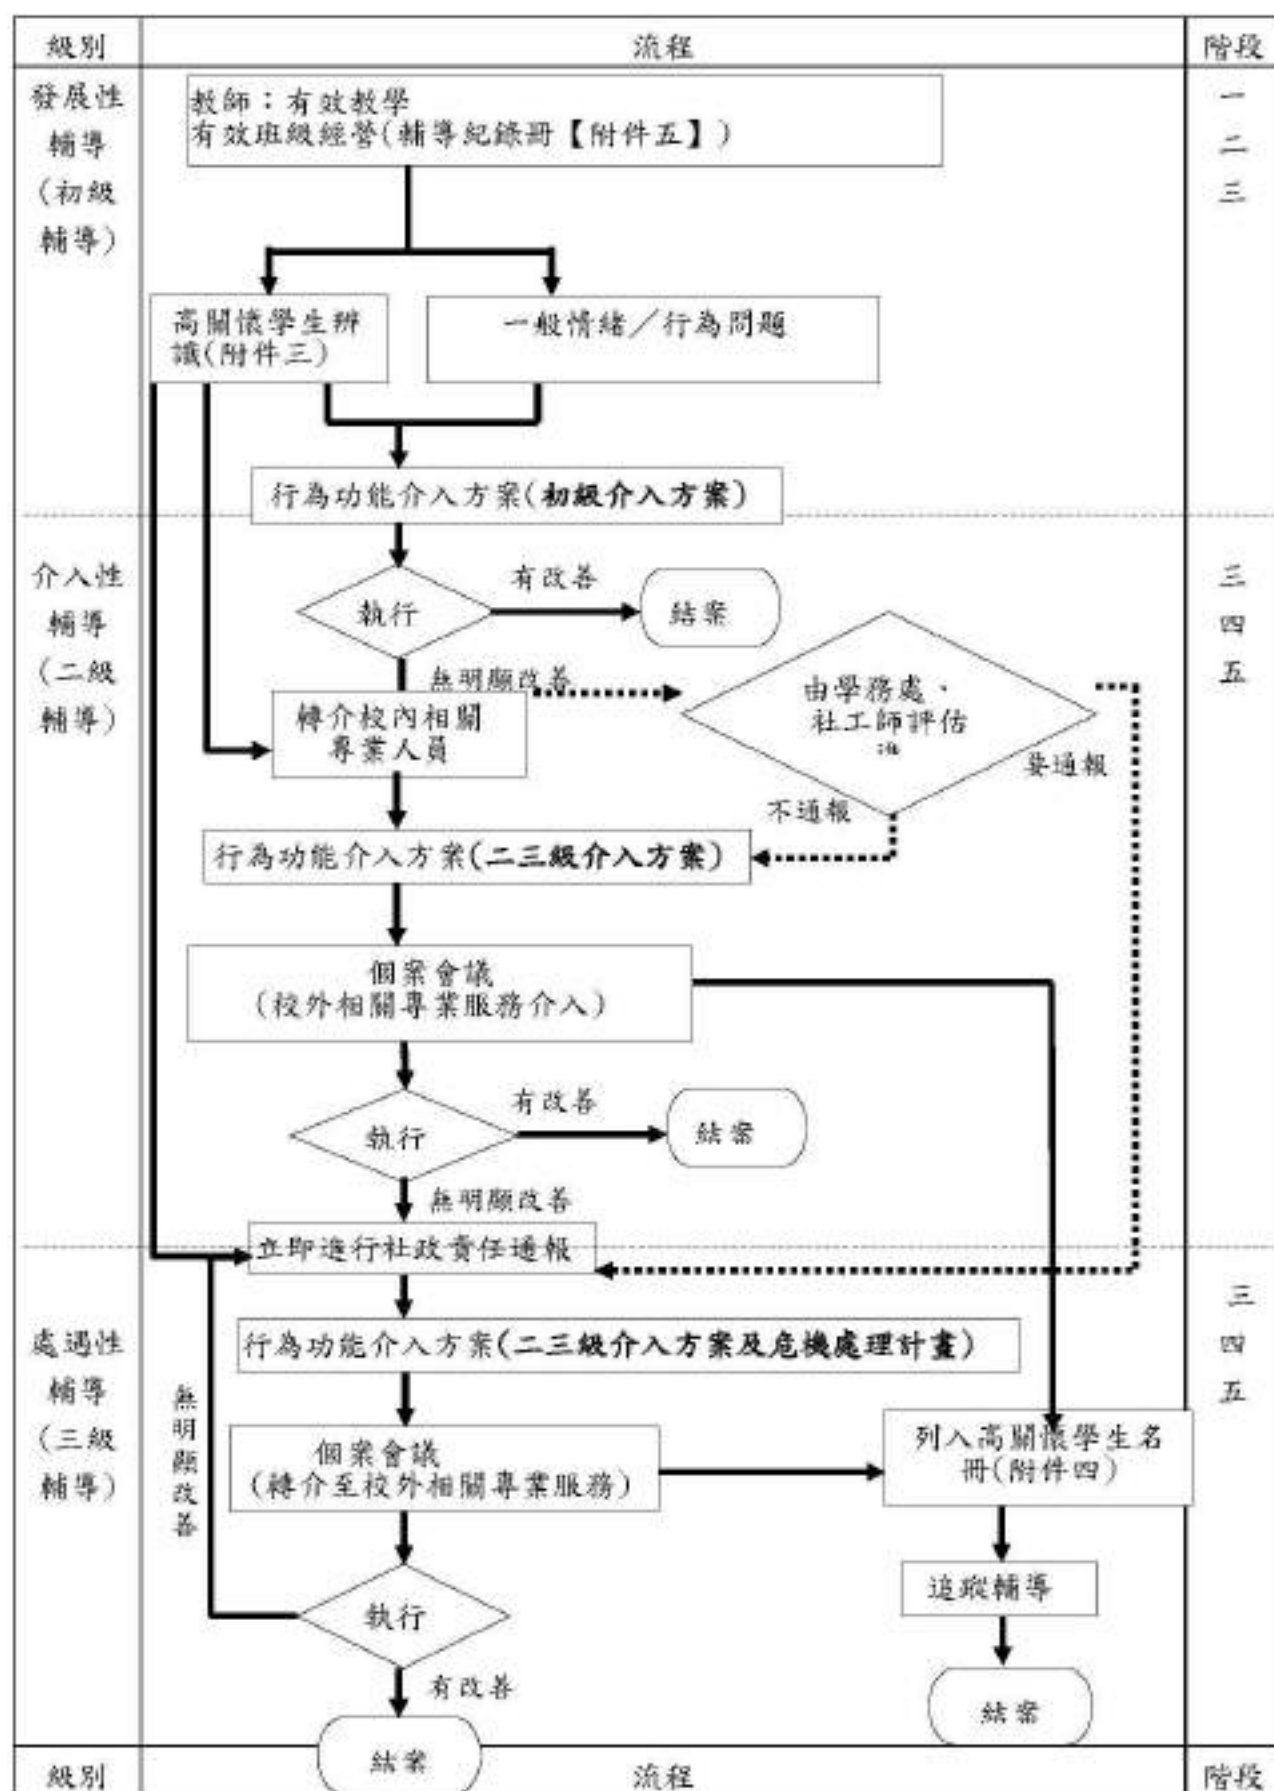 級別
流程
階段
發展性
輔導
(初級
輔導)
教師：有效教學
有效班級經營(輔導紀錄冊【附件五】)
一
二
三
高關懷學生辨
識(附件三)
一般情緒／行為問題
行為功能介入方案(初級介入方案)
介入性
輔導
(二級
輔導)
三
四
五
執行
有改善
結案
無明顯改善
轉介校內相關
專業人員
由學務處、
社工師評估
要通報
不通報
行為功能介入方案(二三級介入方案)
個案會議
(校外相關專業服務介入)
執行
有改善
結案
無明顯改善
立即進行社政責任通報
處遇性
輔導
(三級
輔導)
三
四
五
行為功能介入方案(二三級介入方案及危機處理計畫)
無
明
顯
改
善
個案會議
(轉介至校外相關專業服務)
列入高關懷學生名
冊(附件四)
執行
追蹤輔導
有改善
結案
結案
級別
流程
階段